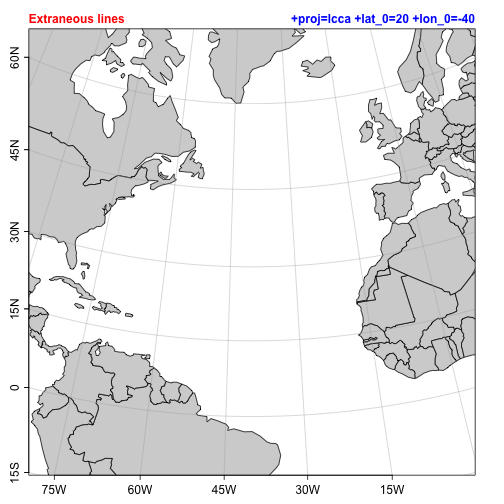 Extraneous lines
+proj=lcca +lat_0=20 +lon_0=-40
60N
45N
30N
15N
0
15S
75W
60W
45W
30W
15W